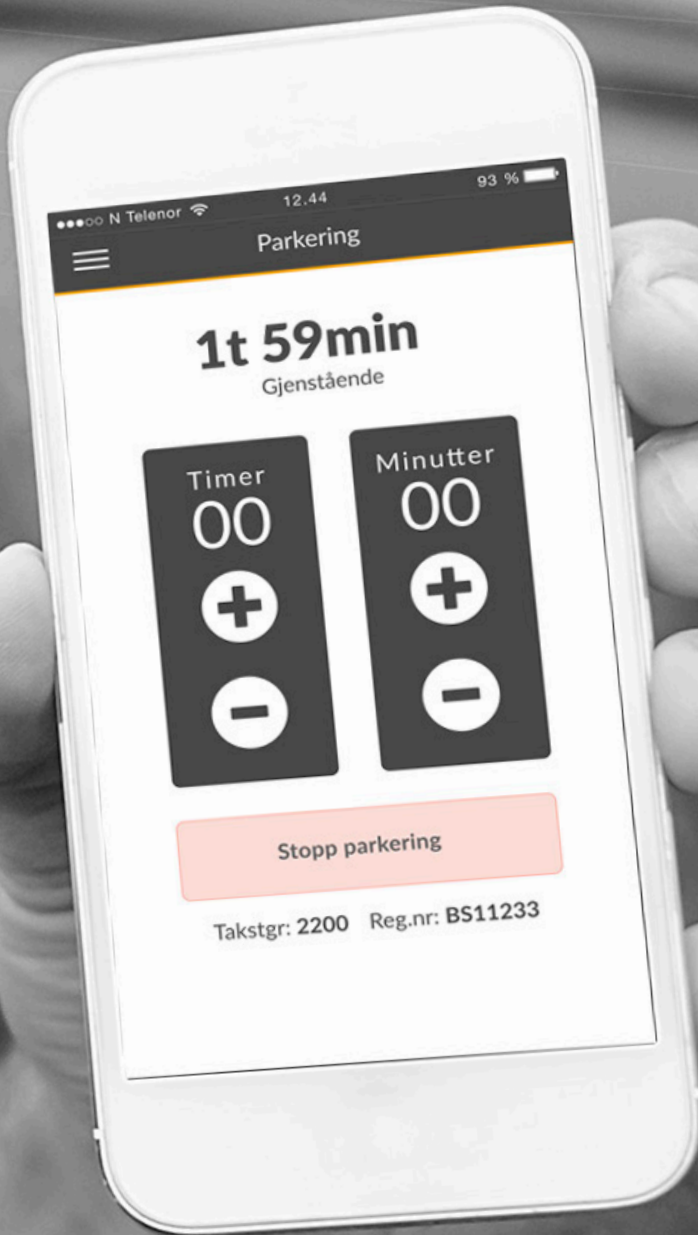 N Telenor 12.44 93 %
Parkering
1t 59min
Gjenstående
Timer
00
Minutter
00
Stopp parkering
Takstgr: 2200 Reg.nr: BS11233